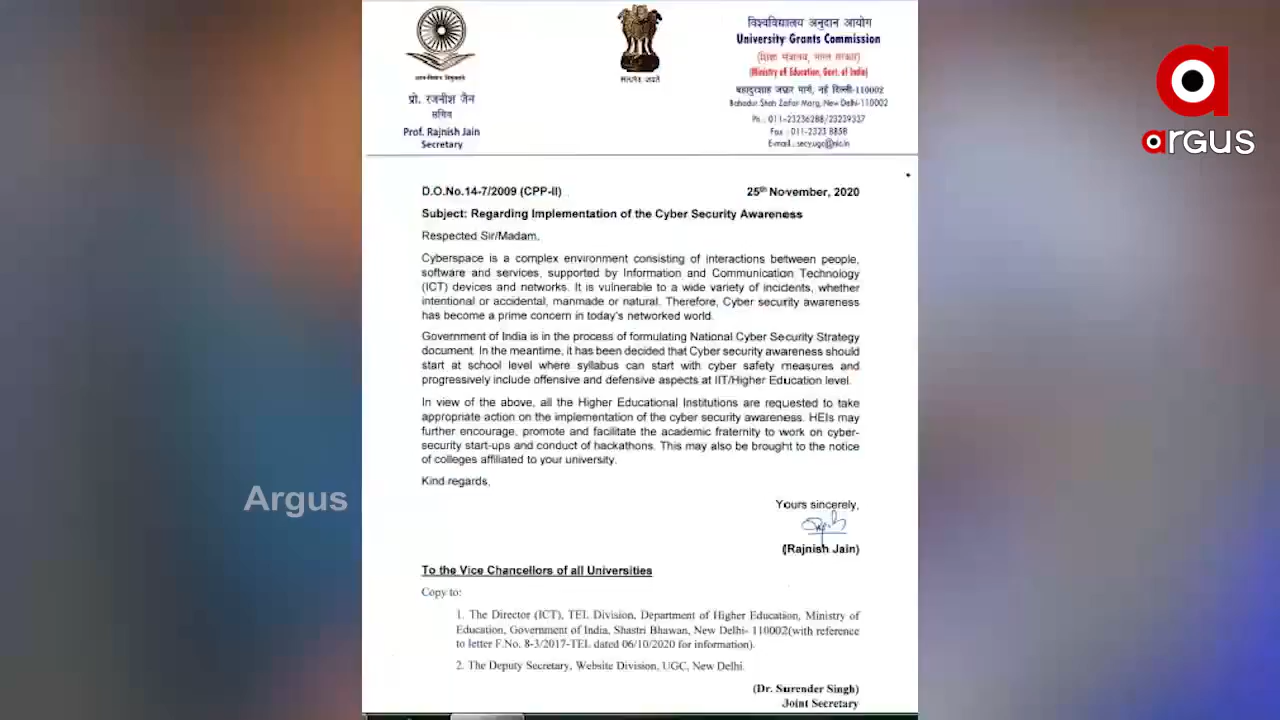 ज्ञान-विज्ञान विमुक्तये
प्रो. रजनीश जैन
सचिव
Prof. Rajnish Jain
Secretary
सत्यमेव जयते
विश्वविद्यालय अनुदान आयोग
University Grants Commission
(शिक्षा मंत्रालय, भारत सरकार)
(Ministry of Education, Govt. of India)
बहादुरशाह ज़फ़र मार्ग, नई दिल्ली-110002
Bahadur Shah Zafar Marg, New Delhi-110002
Ph.: 011-23236288/23239337
Fax : 011-2323 8858
E-mail : secy.ugc@nic.in
argus
D.O.No.14-7/2009 (CPP-II)
25th November, 2020
Subject: Regarding Implementation of the Cyber Security Awareness
Respected Sir/Madam,
Cyberspace is a complex environment consisting of interactions between people,
software and services, supported by Information and Communication Technology
(ICT) devices and networks. It is vulnerable to a wide variety of incidents, whether
intentional or accidental, manmade or natural. Therefore, Cyber security awareness
has become a prime concern in today's networked world.
Government of India is in the process of formulating National Cyber Security Strategy
document. In the meantime, it has been decided that Cyber security awareness should
start at school level where syllabus can start with cyber safety measures and
progressively include offensive and defensive aspects at IIT/Higher Education level.
In view of the above, all the Higher Educational Institutions are requested to take
appropriate action on the implementation of the cyber security awareness. HEIs may
further encourage, promote and facilitate the academic fraternity to work on cyber-
security start-ups and conduct of hackathons. This may also be brought to the notice
of colleges affiliated to your university.
Kind regards,
Argus
Yours sincerely,
(Rajnish Jain)
To the Vice Chancellors of all Universities
Copy to:
1. The Director (ICT), TEL Division, Department of Higher Education, Ministry of
Education, Government of India, Shastri Bhawan, New Delhi- 110002(with reference
to letter F.No. 8-3/2017-TEL dated 06/10/2020 for information).
2. The Deputy Secretary, Website Division, UGC, New Delhi.
(Dr. Surender Singh)
Joint Secretary